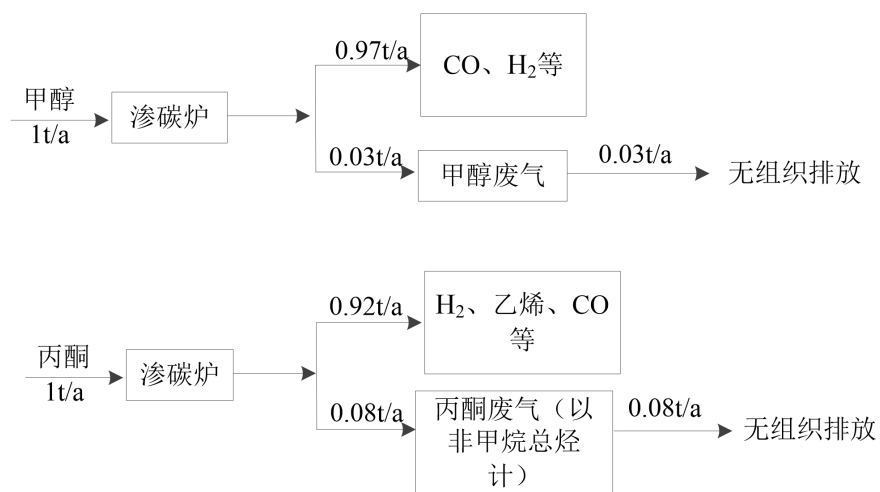 甲醇
1t/a
渗碳炉
0.97t/a
CO、H₂等
0.03t/a
甲醇废气
0.03t/a
无组织排放
丙酮
1t/a
渗碳炉
0.92t/a
H₂、乙烯、CO
等
0.08t/a
丙酮废气（以
非甲烷总烃
计）
0.08t/a
无组织排放